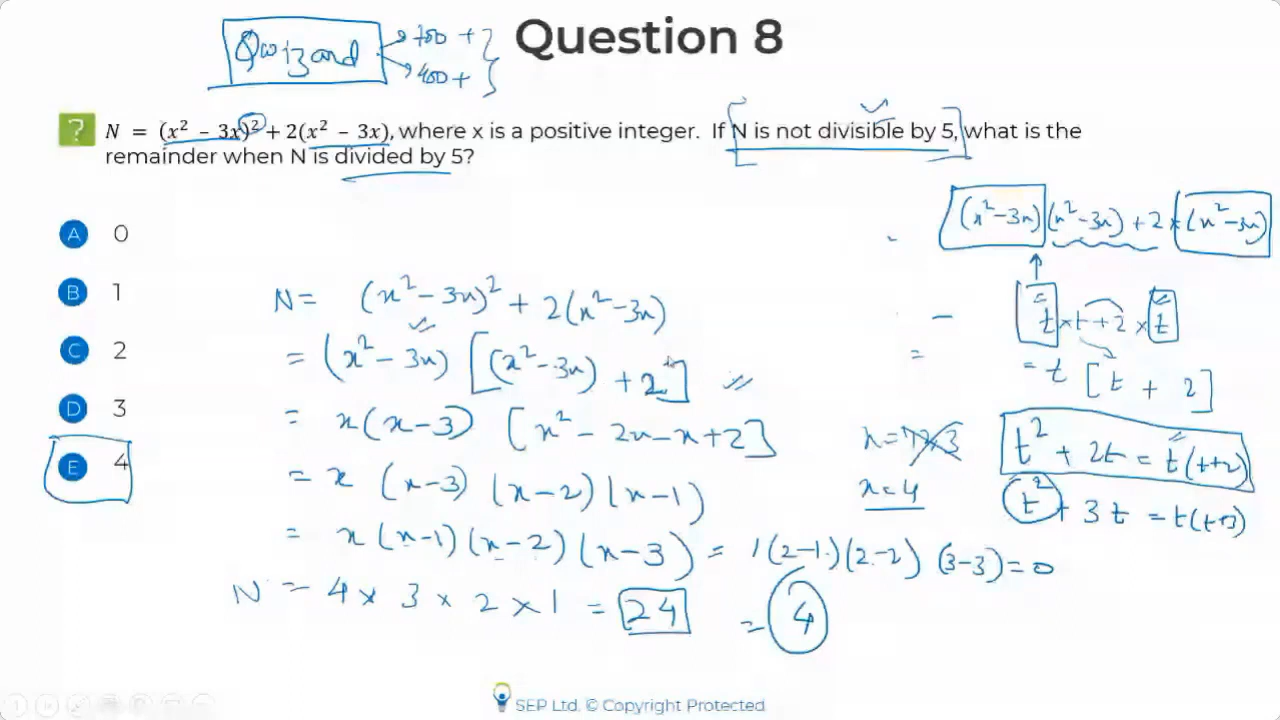 Question 8
Qwizard
700 +
400 +
? N = (x² − 3x)² + 2(x² − 3x), where x is a positive integer. If N is not divisible by 5, what is the
remainder when N is divided by 5?
A 0
B 1
C 2
D 3
E 4
N = (x² − 3x)² + 2(x² − 3x)
= (x² − 3x) [(x² − 3x) + 2]
= x(x−3) [x² − 2x − x + 2]
= x (x−3) (x−2) (x−1)
= x (x−1) (x−2) (x−3) = 1(2−1)(2−2) (3−3) = 0
N = 4 × 3 × 2 × 1 = 24 = 4
(x²−3x) (x²−3x) + 2 × (x²−3x)
− t × t + 2 × t
= = t [t + 2]
t² + 2t = t(t+2)
t² + 3t = t(t+3)
x = 4
SEP Ltd. © Copyright Protected